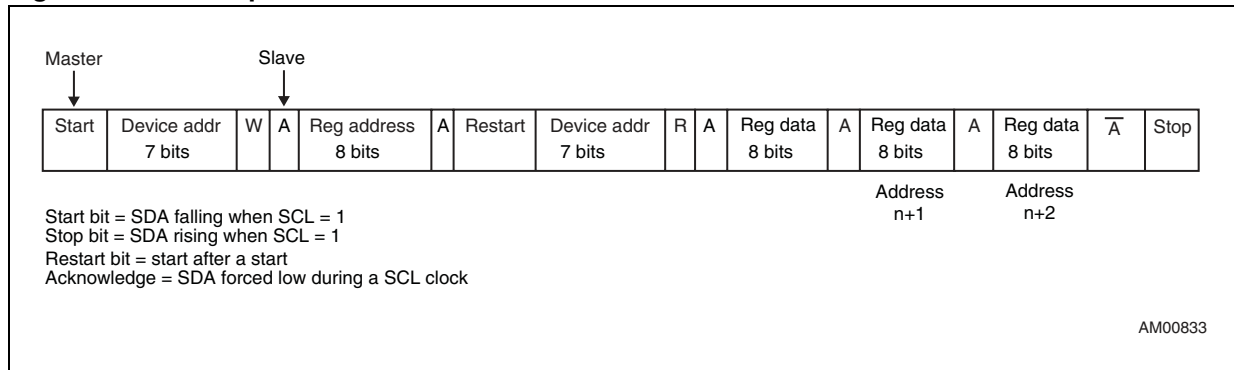 Master Slave
Start Device addr W A Reg address A Restart Device addr R A Reg data A Reg data A Reg data A Stop
7 bits 8 bits 7 bits 8 bits 8 bits 8 bits
Address Address
n+1 n+2
Start bit = SDA falling when SCL = 1
Stop bit = SDA rising when SCL = 1
Restart bit = start after a start
Acknowledge = SDA forced low during a SCL clock
AM00833